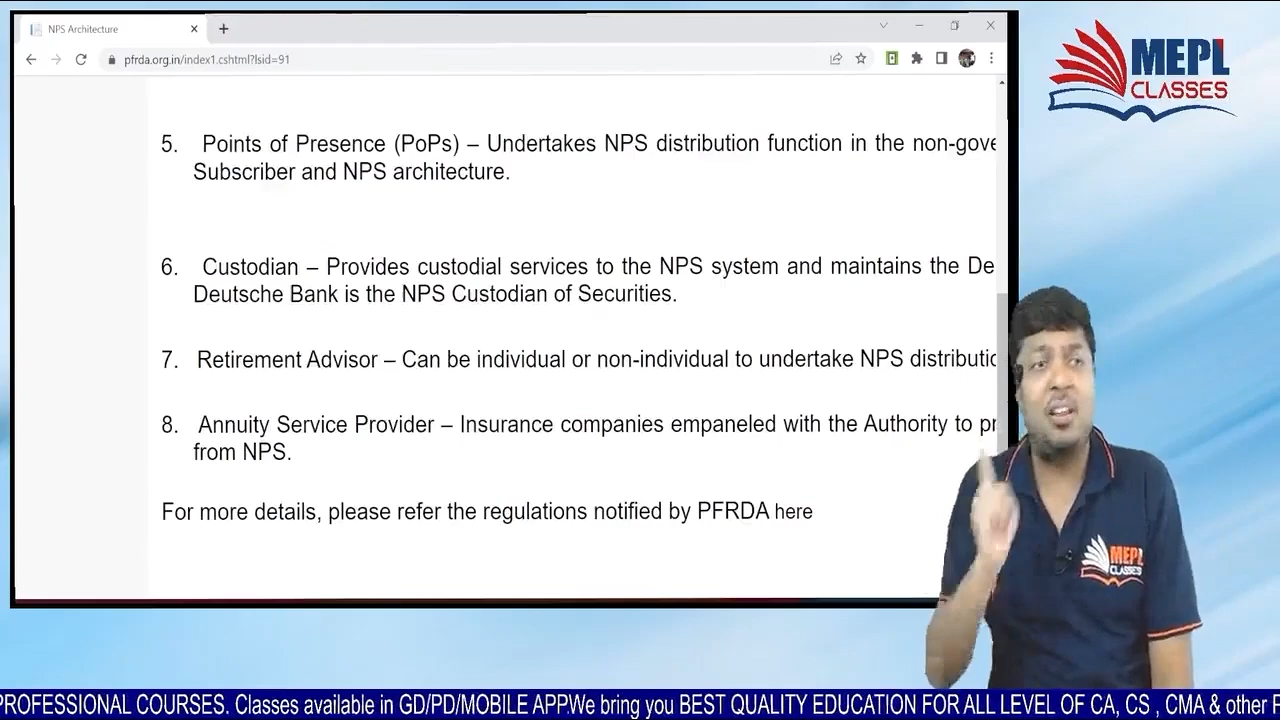 NPS Architecture
pfrda.org.in/index1.cshtml?lsid=91
MEPL
CLASSES
5. Points of Presence (PoPs) – Undertakes NPS distribution function in the non-gove
Subscriber and NPS architecture.
6. Custodian – Provides custodial services to the NPS system and maintains the De
Deutsche Bank is the NPS Custodian of Securities.
7. Retirement Advisor – Can be individual or non-individual to undertake NPS distributio
8. Annuity Service Provider – Insurance companies empaneled with the Authority to pr
from NPS.
For more details, please refer the regulations notified by PFRDA here
MEPL
CLASSES
PROFESSIONAL COURSES. Classes available in GD/PD/MOBILE APP.We bring you BEST QUALITY EDUCATION FOR ALL LEVEL OF CA, CS , CMA & other P